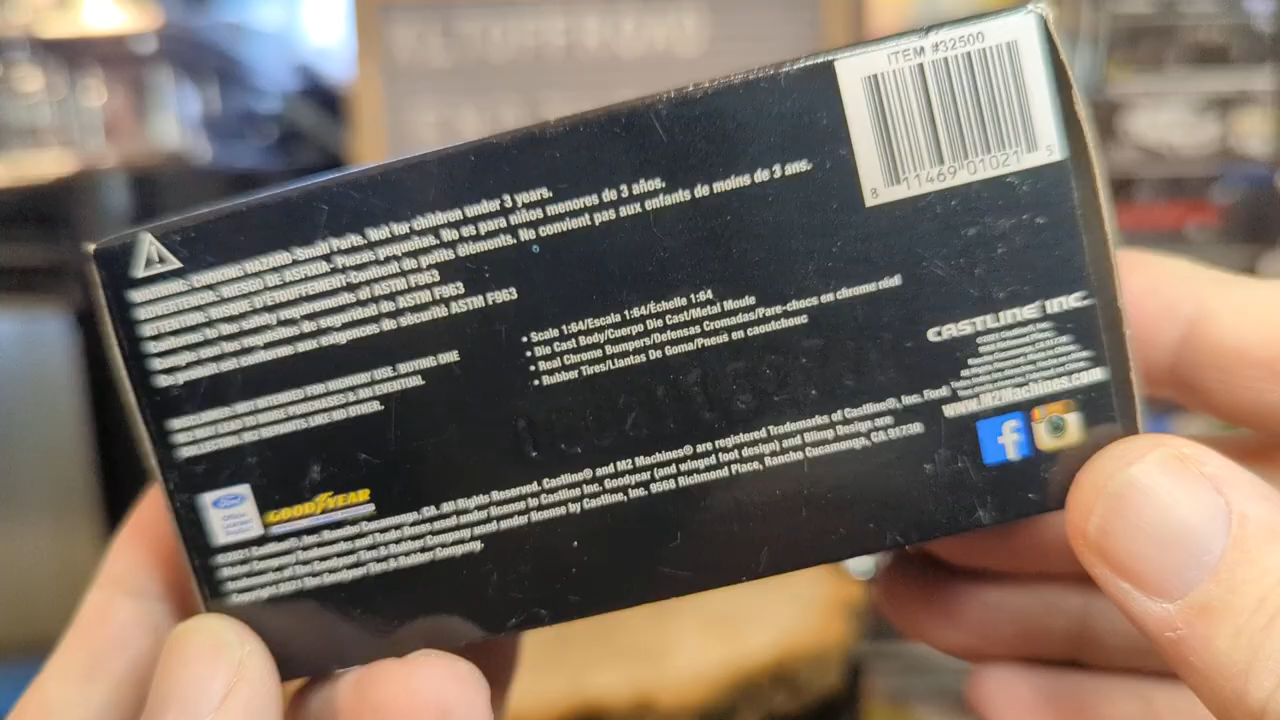 ITEM #32500
8 11469 01021 5
WARNING: CHOKING HAZARD-Small Parts. Not for children under 3 years.
ADVERTENCIA: RIESGO DE ASFIXIA- Piezas pequeñas. No es para niños menores de 3 años.
ATTENTION: RISQUE D'ÉTOUFFEMENT-Contient de petits éléments. Ne convient pas aux enfants de moins de 3 ans.
Conforms to the safety requirements of ASTM F963
Cumple con los requisitos de seguridad de ASTM F963
Également est conforme aux exigences de sécurité ASTM F963
• Scale 1:64/Escala 1:64/Échelle 1:64
• Die Cast Body/Cuerpo Die Cast/Metal Moule
• Real Chrome Bumpers/Defensas Cromadas/Pare-chocs en chrome réel
• Rubber Tires/Llantas De Goma/Pneus en caoutchouc
NOT INTENDED FOR HIGHWAY USE. BUYING ONE
M2 MAY LEAD TO MORE PURCHASES & AN EVENTUAL
COLLECTION. M2 REPAINTS LIKE NO OTHER.
CASTLINE INC.
www.M2Machines.com
f
Ford
Official
Licensed
Product
GOODYEAR
©2021 Castline®, Inc. Rancho Cucamonga, CA. All Rights Reserved. Castline® and M2 Machines® are registered Trademarks of Castline®, Inc. Ford
Motor Company Trademarks and Trade Dress used under license to Castline Inc. Goodyear (and winged foot design) and Blimp Design are
trademarks of The Goodyear Tire & Rubber Company used under license by Castline, Inc. 9568 Richmond Place, Rancho Cucamonga, CA 91730.
Copyright 2021 The Goodyear Tire & Rubber Company.